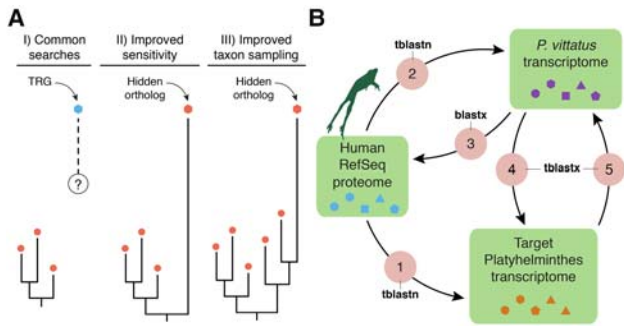 A
I) Common
searches
II) Improved
sensitivity
III) Improved
taxon sampling
TRG
Hidden
ortholog
Hidden
ortholog
?
B
tblastn
2
P. vittatus
transcriptome
blastx
3
Human
RefSeq
proteome
4
tblastx
5
1
tblastn
Target
Platyhelminthes
transcriptome